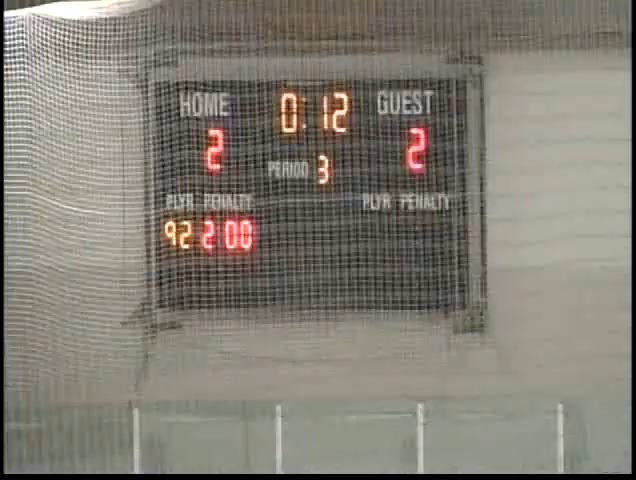 HOME 0:12 GUEST
2 PERIOD 3 2
PLYR PENALTY PLYR PENALTY
92 2 00